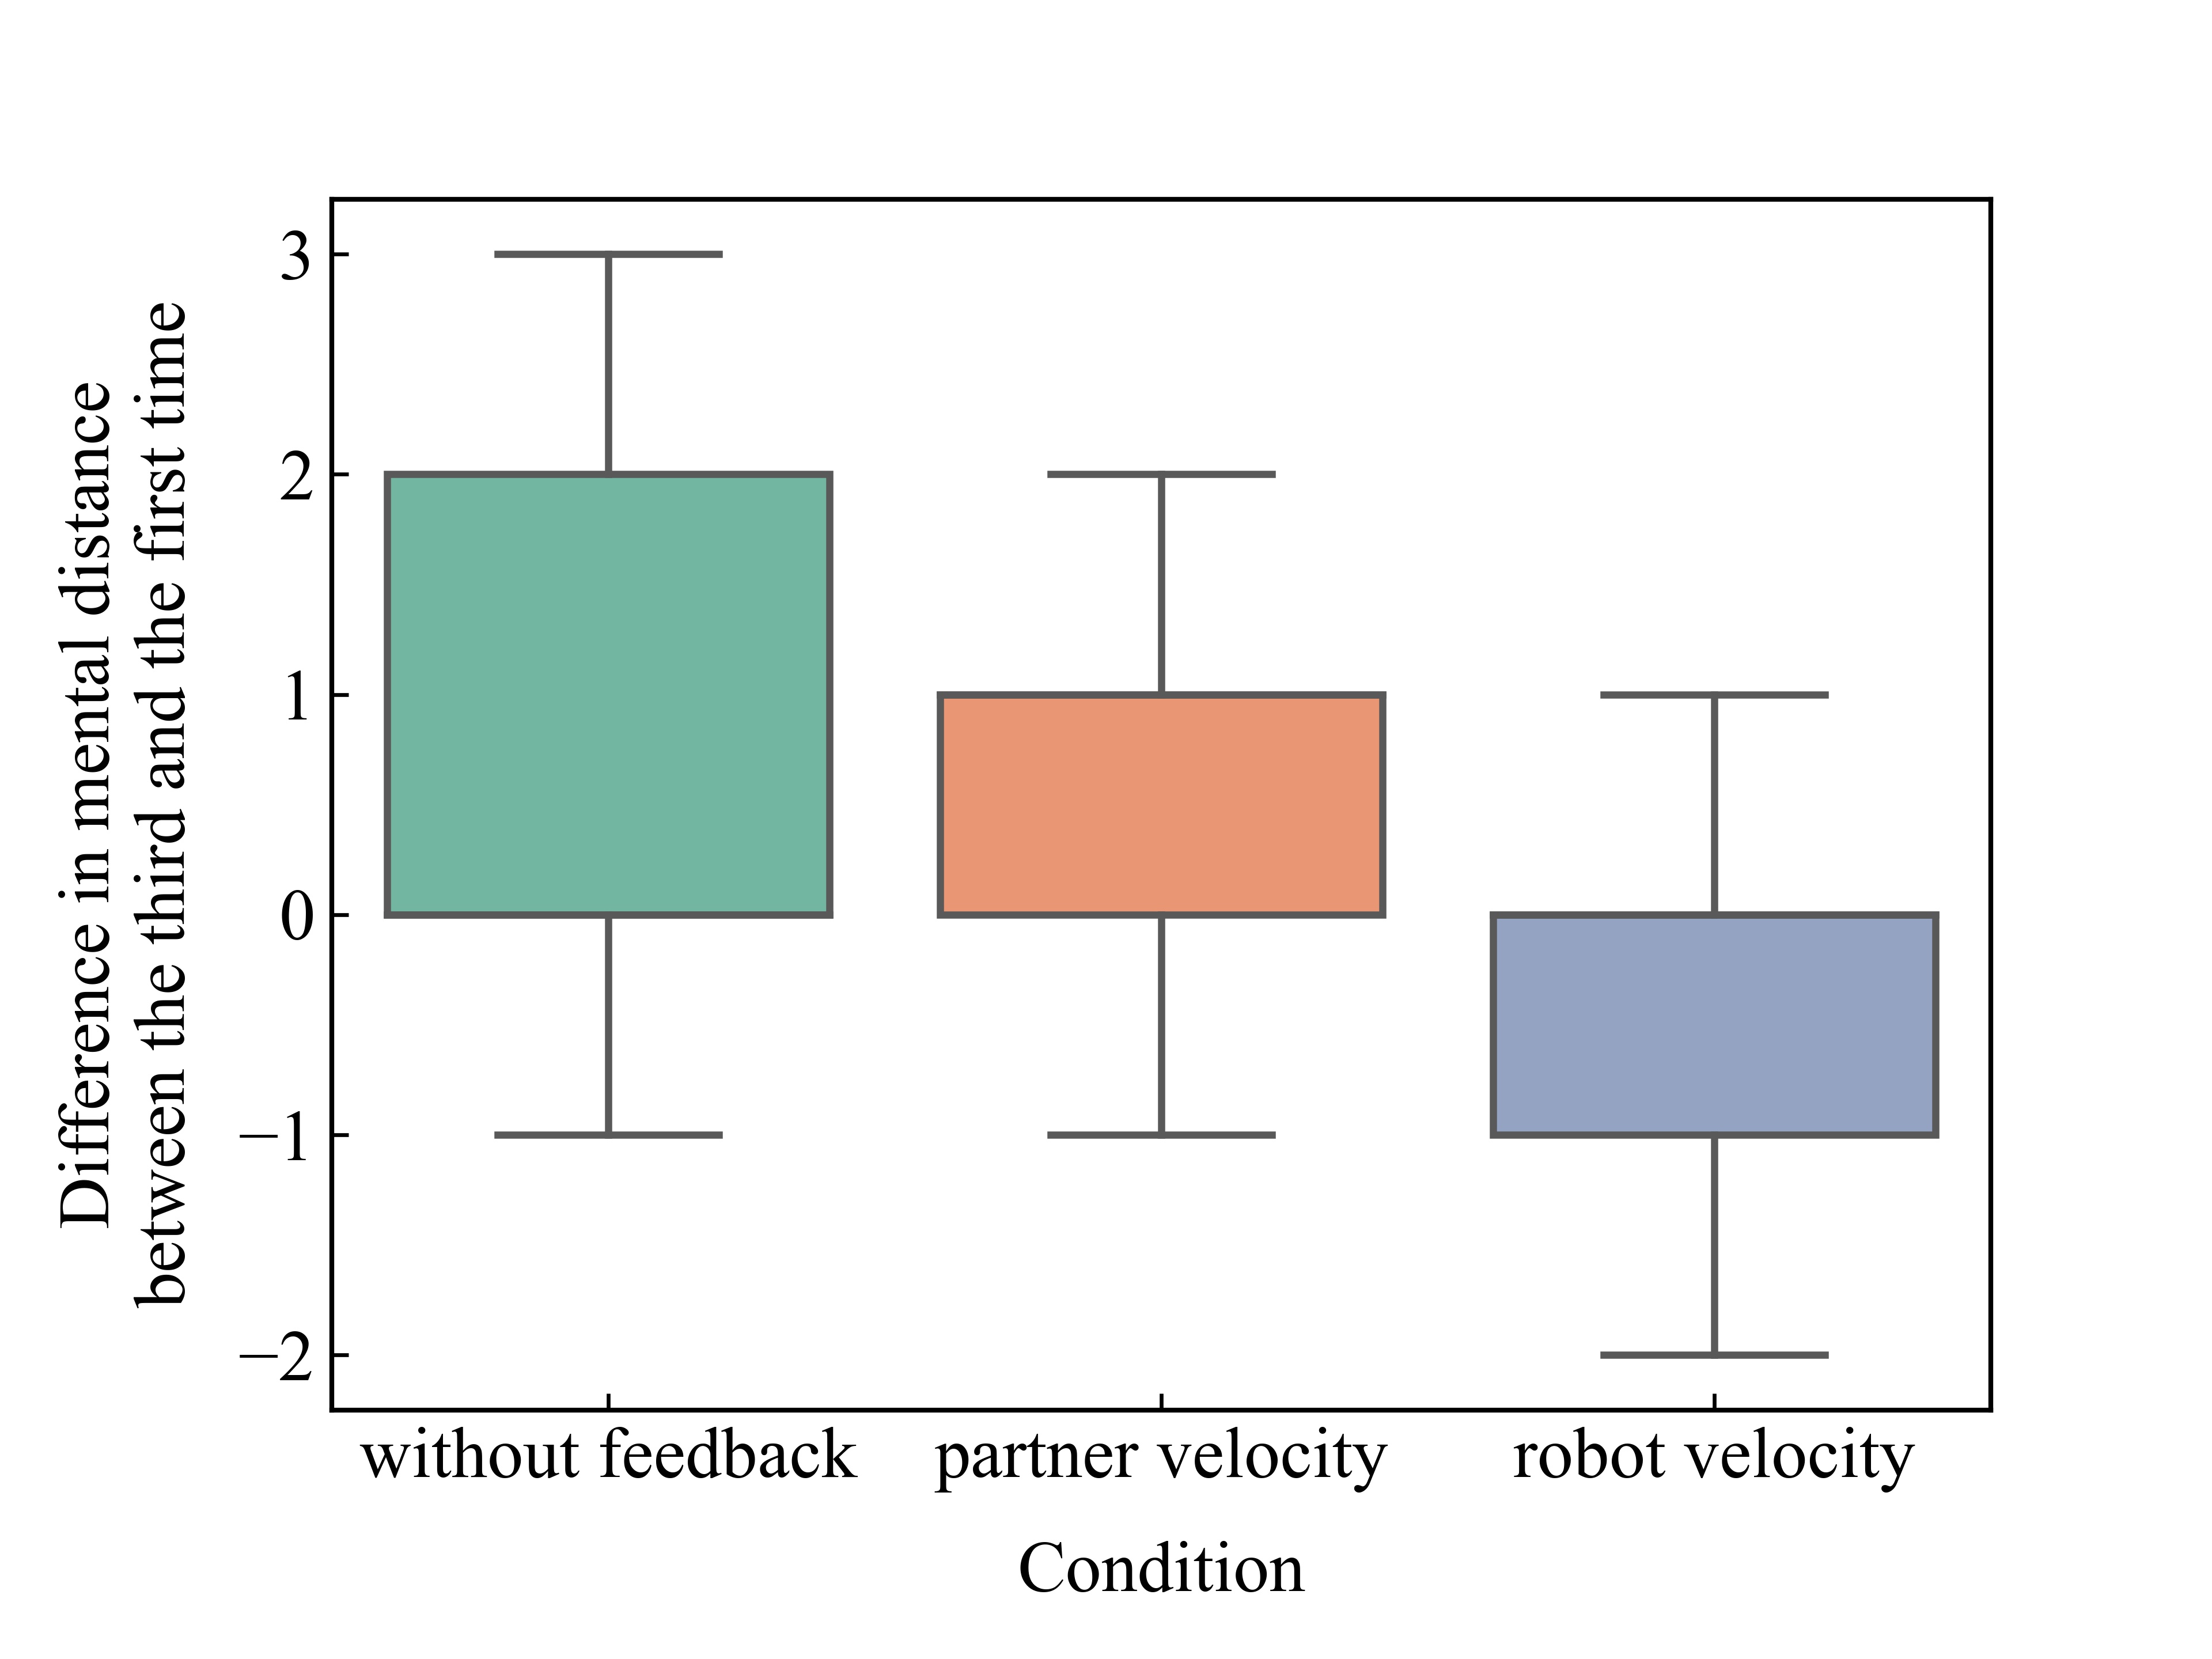 Difference in mental distance
between the third and the first time
3
2
1
0
−1
−2
without feedback
partner velocity
robot velocity
Condition